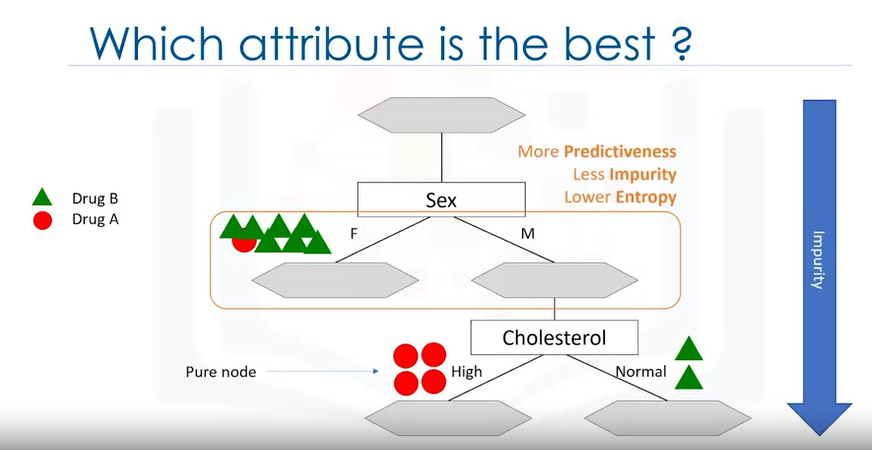 Which attribute is the best ?
More Predictiveness
Less Impurity
Lower Entropy
Drug B
Drug A
Sex
F
M
Impurity
Cholesterol
Pure node
High
Normal